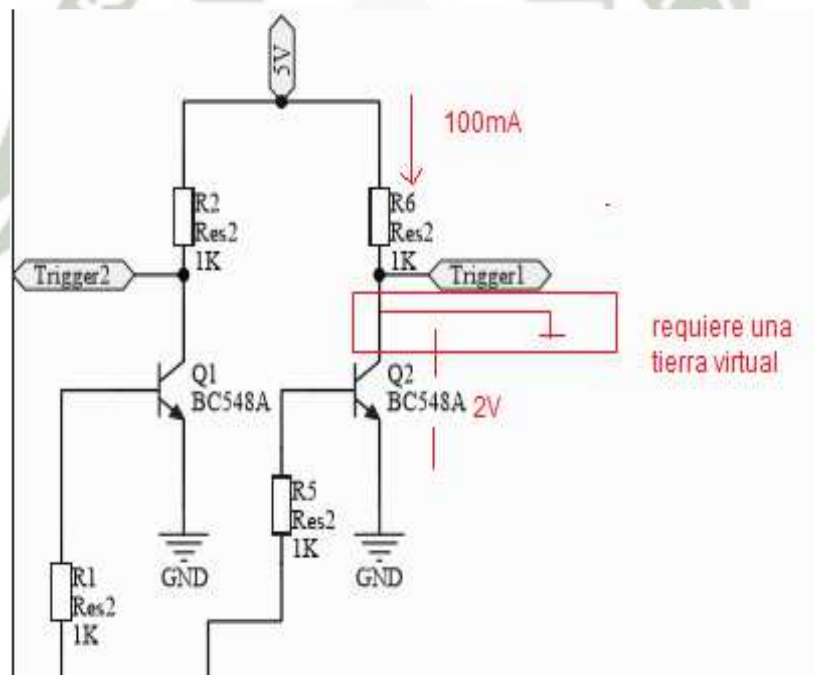 5V
100mA
R2
Res2
1K
R6
Res2
1K
Trigger2
Trigger1
requiere una
tierra virtual
Q1
BC548A
Q2
BC548A
2V
R5
Res2
1K
GND
GND
R1
Res2
1K